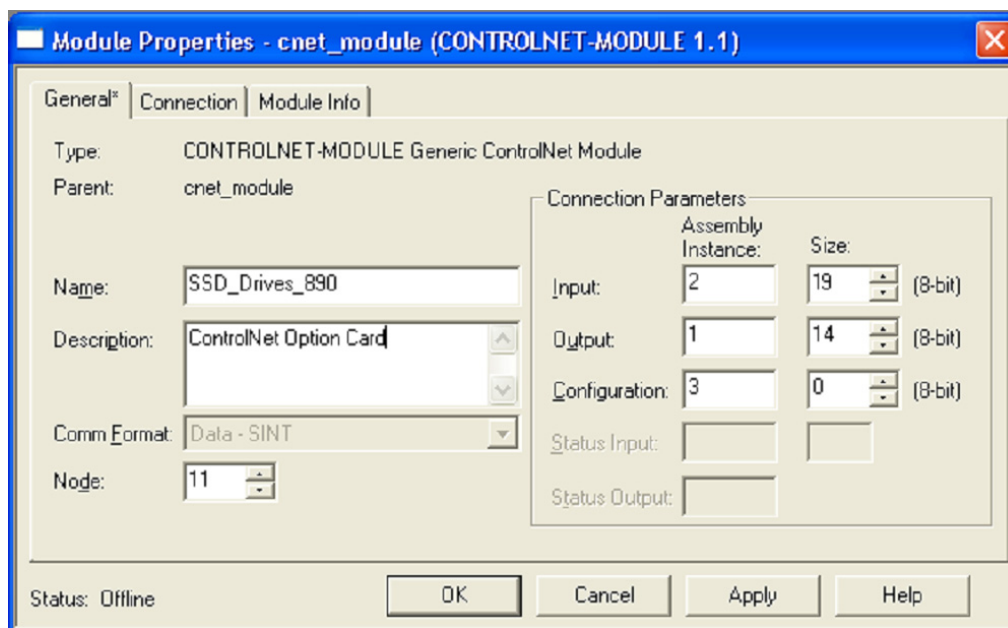 Module Properties - cnet_module (CONTROLNET-MODULE 1.1)
General* Connection Module Info
Type: CONTROLNET-MODULE Generic ControlNet Module
Parent: cnet_module
Connection Parameters
Assembly Instance: Size:
Name: SSD_Drives_890
Input: 2 19 (8-bit)
Description: ControlNet Option Card
Output: 1 14 (8-bit)
Configuration: 3 0 (8-bit)
Comm Format: Data - SINT
Status Input:
Node: 11
Status Output:
Status: Offline
OK Cancel Apply Help